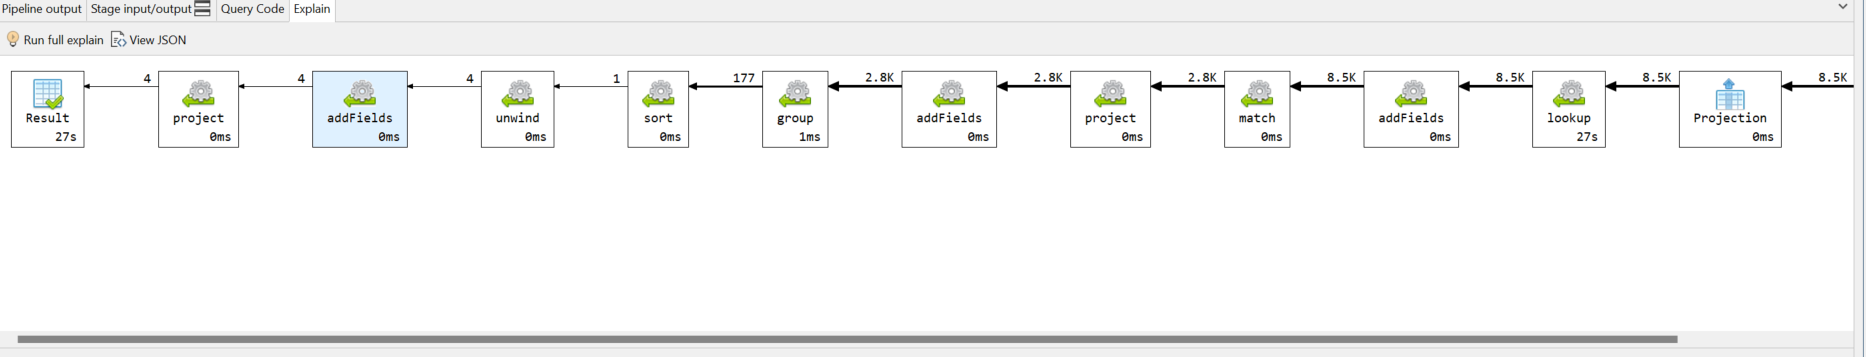 Pipeline output Stage input/output Query Code Explain
Run full explain View JSON
4 4 4 1 177 2.8K 2.8K 2.8K 8.5K 8.5K 8.5K 8.5K
Result project addFields unwind sort group addFields project match addFields lookup Projection
27s 0ms 0ms 0ms 0ms 1ms 0ms 0ms 0ms 0ms 27s 0ms